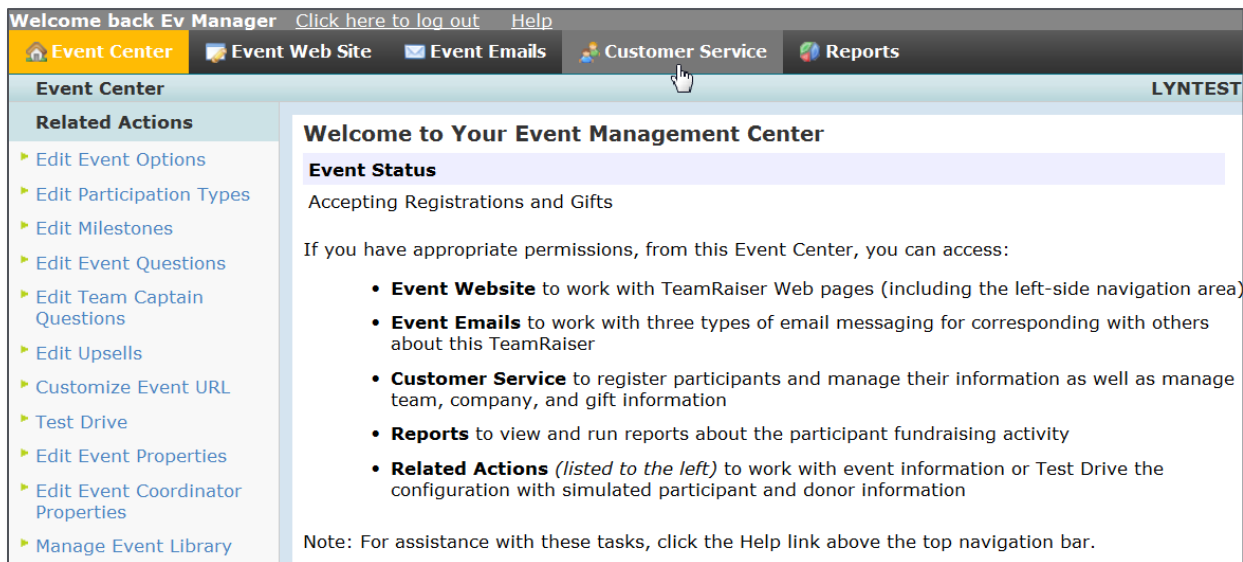 Welcome back Ev Manager Click here to log out Help
Event Center Event Web Site Event Emails Customer Service Reports
Event Center LYNTEST
Related Actions
Edit Event Options
Edit Participation Types
Edit Milestones
Edit Event Questions
Edit Team Captain
Questions
Edit Upsells
Customize Event URL
Test Drive
Edit Event Properties
Edit Event Coordinator
Properties
Manage Event Library
Welcome to Your Event Management Center
Event Status
Accepting Registrations and Gifts
If you have appropriate permissions, from this Event Center, you can access:
• Event Website to work with TeamRaiser Web pages (including the left-side navigation area)
• Event Emails to work with three types of email messaging for corresponding with others
about this TeamRaiser
• Customer Service to register participants and manage their information as well as manage
team, company, and gift information
• Reports to view and run reports about the participant fundraising activity
• Related Actions (listed to the left) to work with event information or Test Drive the
configuration with simulated participant and donor information
Note: For assistance with these tasks, click the Help link above the top navigation bar.